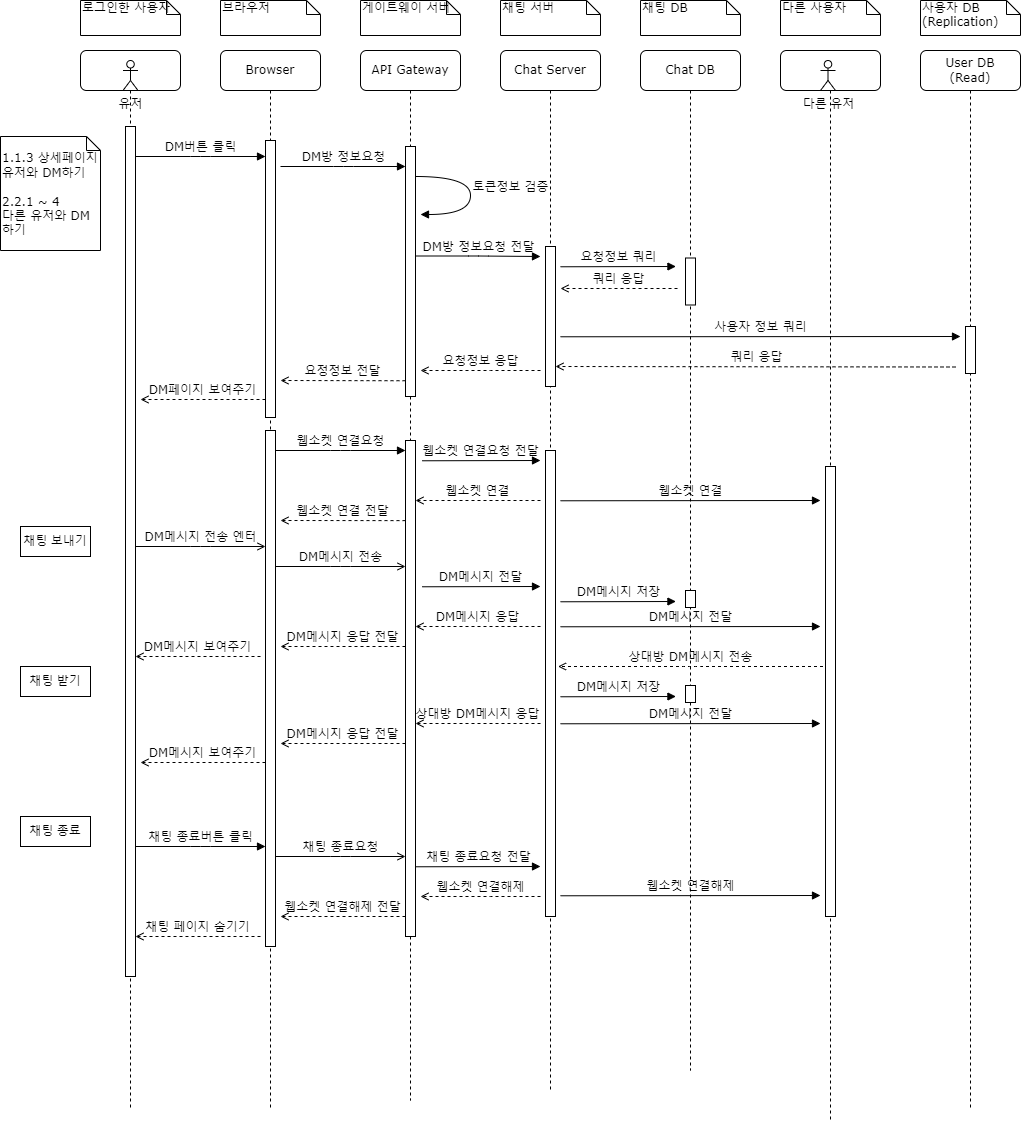 로그인한 사용자
브라우저
게이트웨이 서버
채팅 서버
채팅 DB
다른 사용자
사용자 DB
(Replication)
Browser
API Gateway
Chat Server
Chat DB
User DB
(Read)
유저
다른 유저
1.1.3 상세페이지
유저와 DM하기
2.2.1 ~ 4
다른 유저와 DM
하기
DM버튼 클릭
DM방 정보요청
토큰정보 검증
DM방 정보요청 전달
요청정보 쿼리
쿼리 응답
사용자 정보 쿼리
쿼리 응답
요청정보 응답
요정정보 전달
DM페이지 보여주기
웹소켓 연결요청
웹소켓 연결요청 전달
웹소켓 연결
웹소켓 연결
웹소켓 연결 전달
채팅 보내기
DM메시지 전송 엔터
DM메시지 전송
DM메시지 전달
DM메시지 저장
DM메시지 응답
DM메시지 전달
DM메시지 응답 전달
DM메시지 보여주기
상대방 DM메시지 전송
채팅 받기
DM메시지 저장
상대방 DM메시지 응답
DM메시지 전달
DM메시지 응답 전달
DM메시지 보여주기
채팅 종료
채팅 종료버튼 클릭
채팅 종료요청
채팅 종료요청 전달
웹소켓 연결해제
웹소켓 연결해제
웹소켓 연결해제 전달
채팅 페이지 숨기기